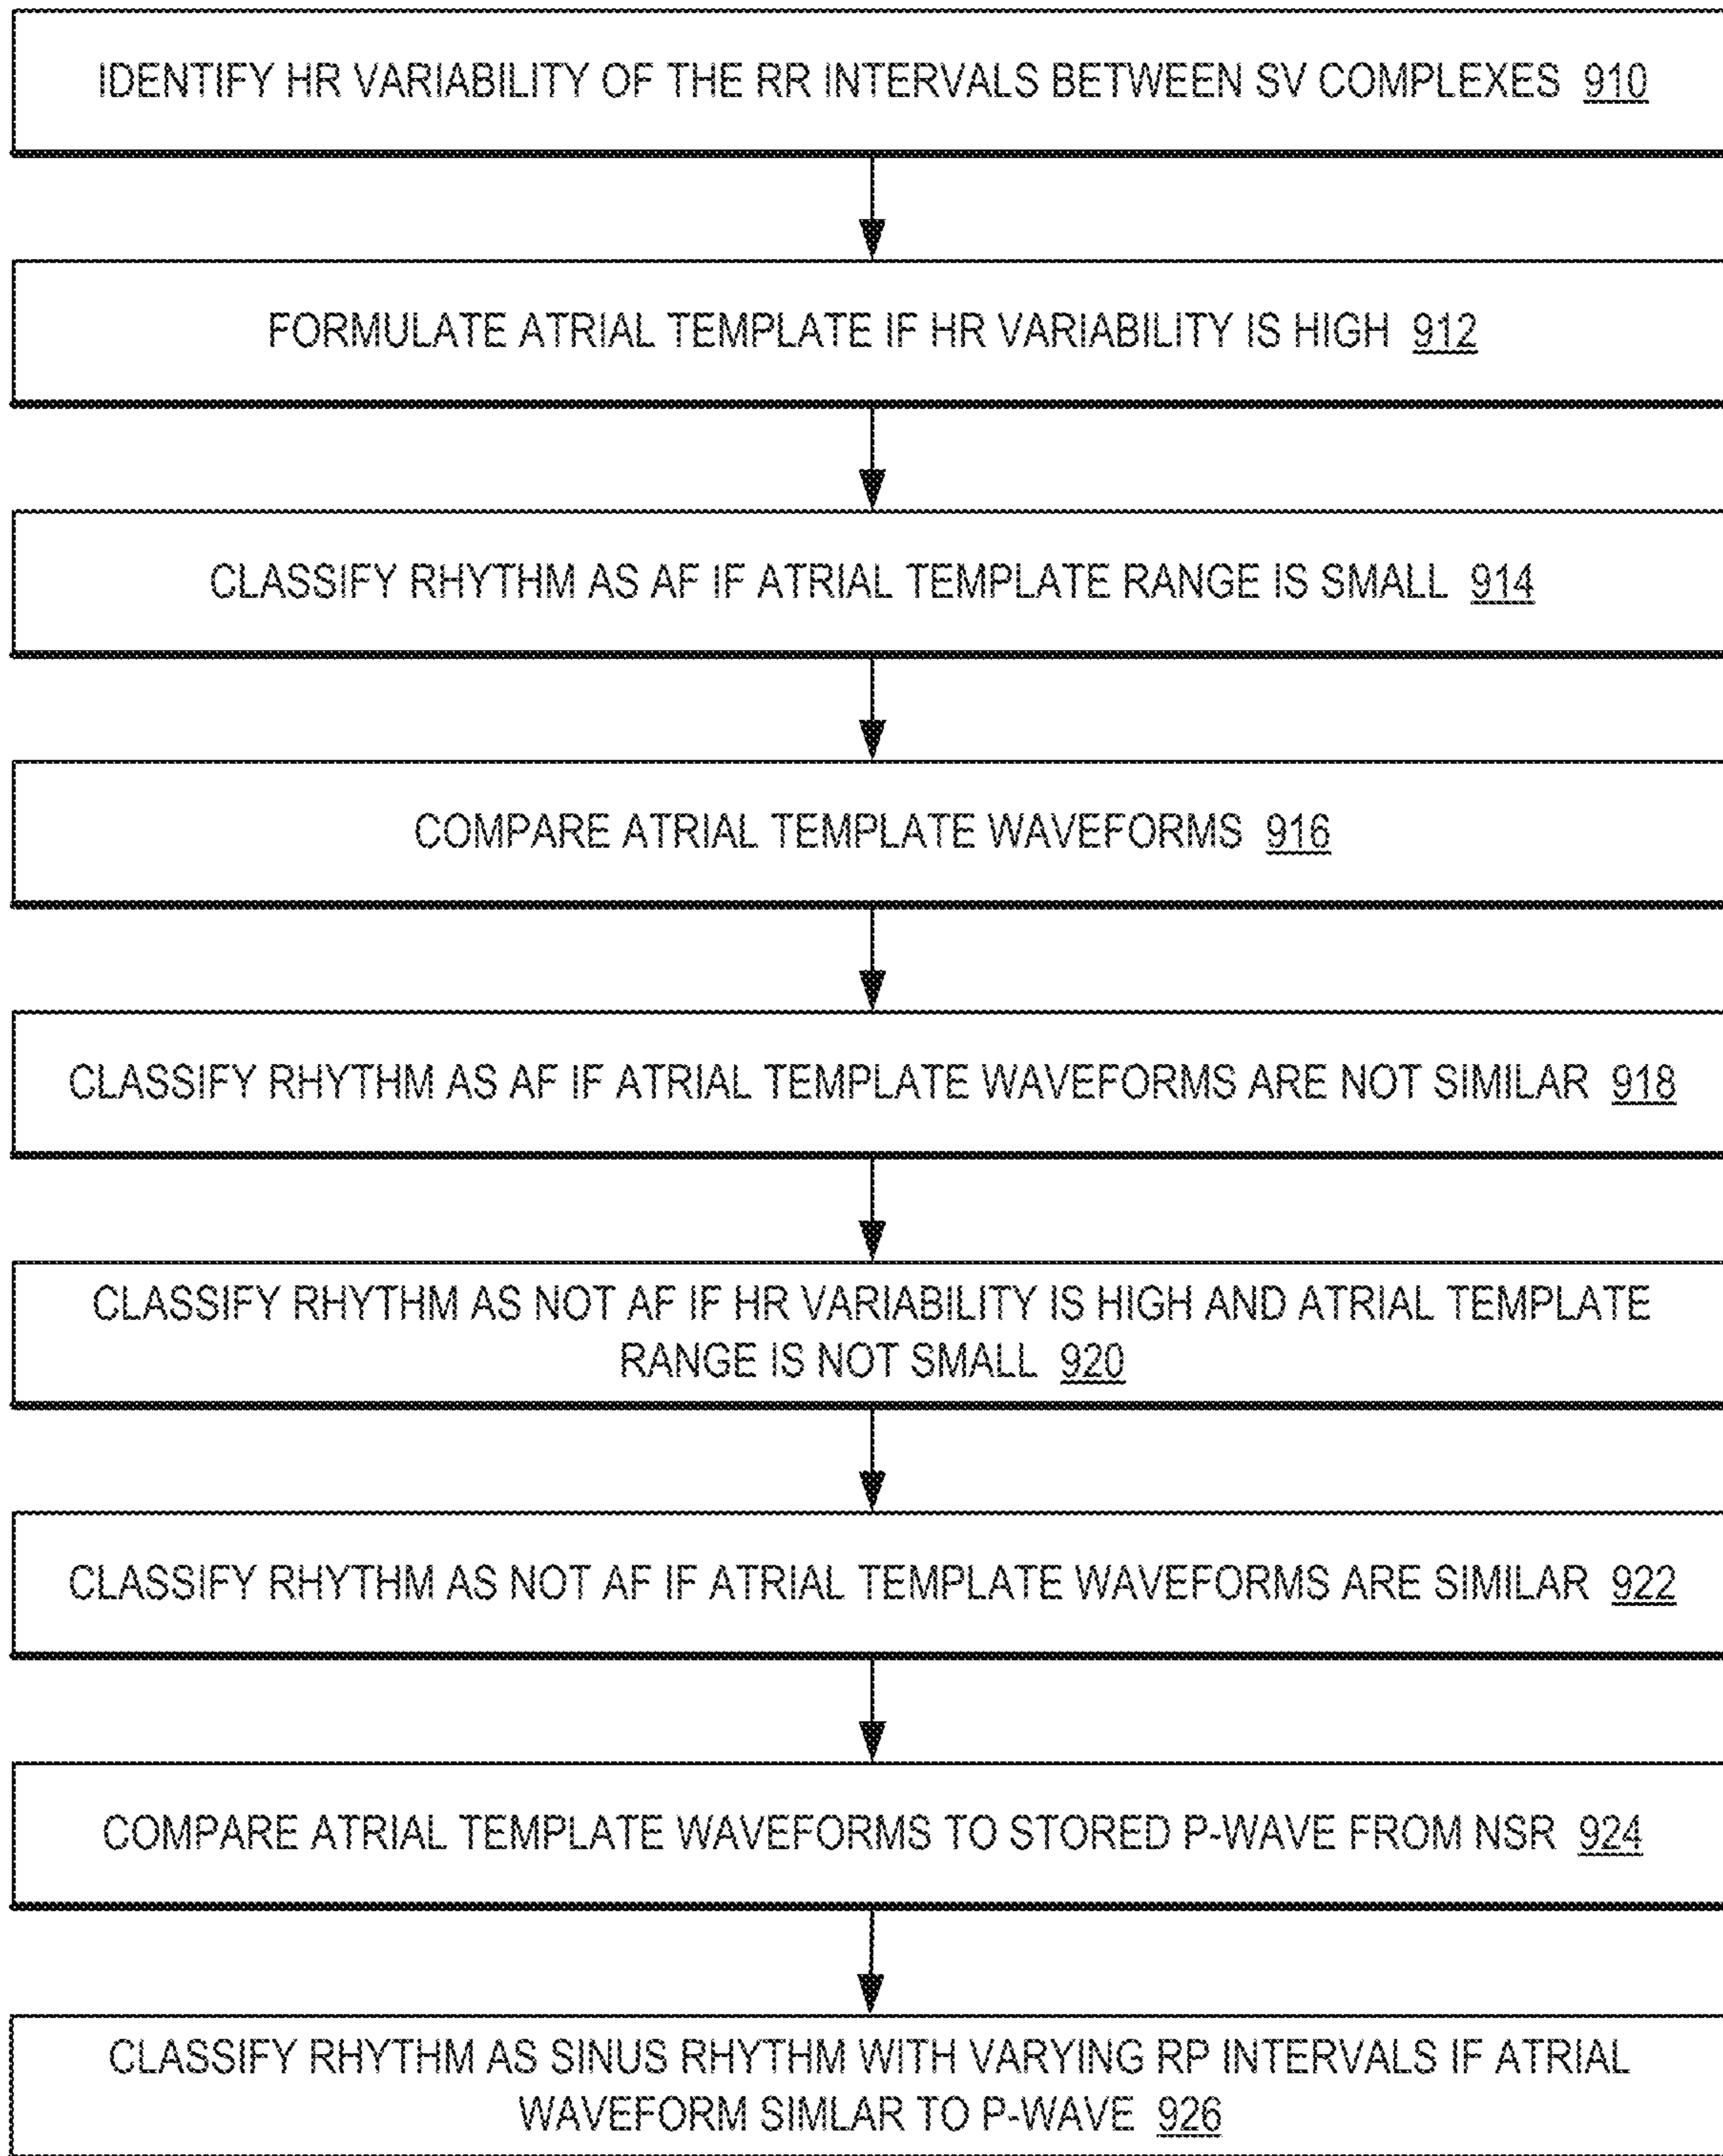 IDENTIFY HR VARIABILITY OF THE RR INTERVALS BETWEEN SV COMPLEXES 910
FORMULATE ATRIAL TEMPLATE IF HR VARIABILITY IS HIGH 912
CLASSIFY RHYTHM AS AF IF ATRIAL TEMPLATE RANGE IS SMALL 914
COMPARE ATRIAL TEMPLATE WAVEFORMS 916
CLASSIFY RHYTHM AS AF IF ATRIAL TEMPLATE WAVEFORMS ARE NOT SIMILAR 918
CLASSIFY RHYTHM AS NOT AF IF HR VARIABILITY IS HIGH AND ATRIAL TEMPLATE
RANGE IS NOT SMALL 920
CLASSIFY RHYTHM AS NOT AF IF ATRIAL TEMPLATE WAVEFORMS ARE SIMILAR 922
COMPARE ATRIAL TEMPLATE WAVEFORMS TO STORED P-WAVE FROM NSR 924
CLASSIFY RHYTHM AS SINUS RHYTHM WITH VARYING RP INTERVALS IF ATRIAL
WAVEFORM SIMLAR TO P-WAVE 926